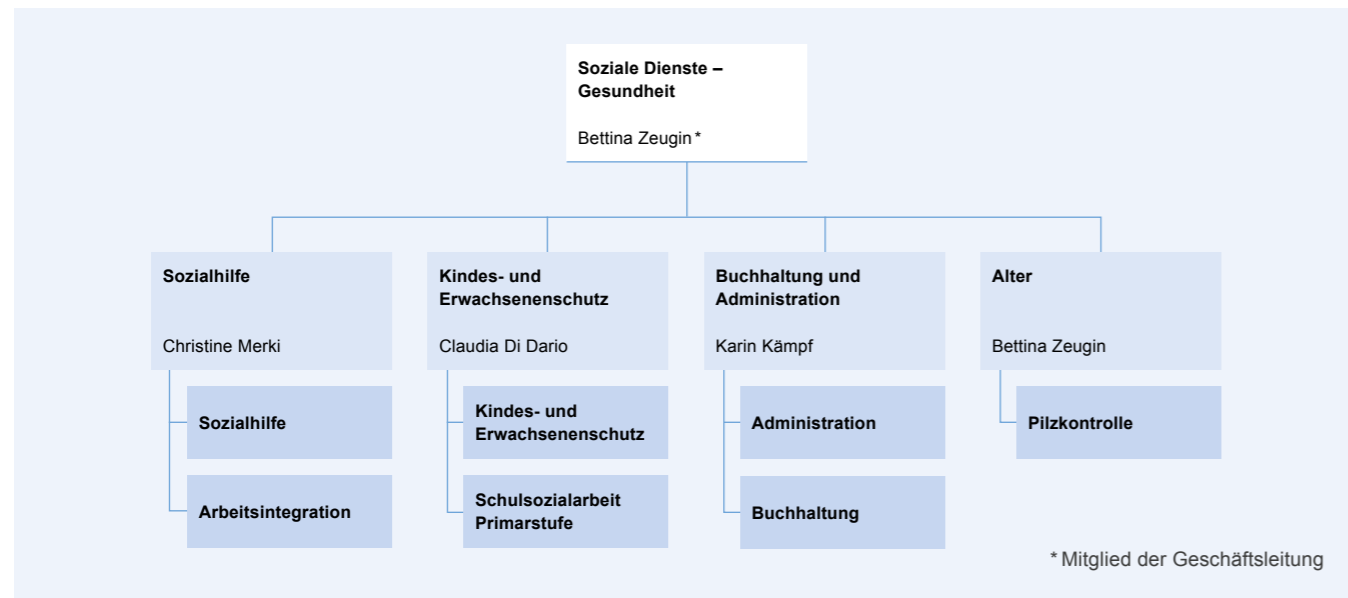 Soziale Dienste –
Gesundheit
Bettina Zeugin *
Sozialhilfe
Christine Merki
Kindes- und
Erwachsenenschutz
Claudia Di Dario
Buchhaltung und
Administration
Karin Kämpf
Alter
Bettina Zeugin
Sozialhilfe
Arbeitsintegration
Kindes- und
Erwachsenenschutz
Schulsozialarbeit
Primarstufe
Administration
Buchhaltung
Pilzkontrolle
* Mitglied der Geschäftsleitung